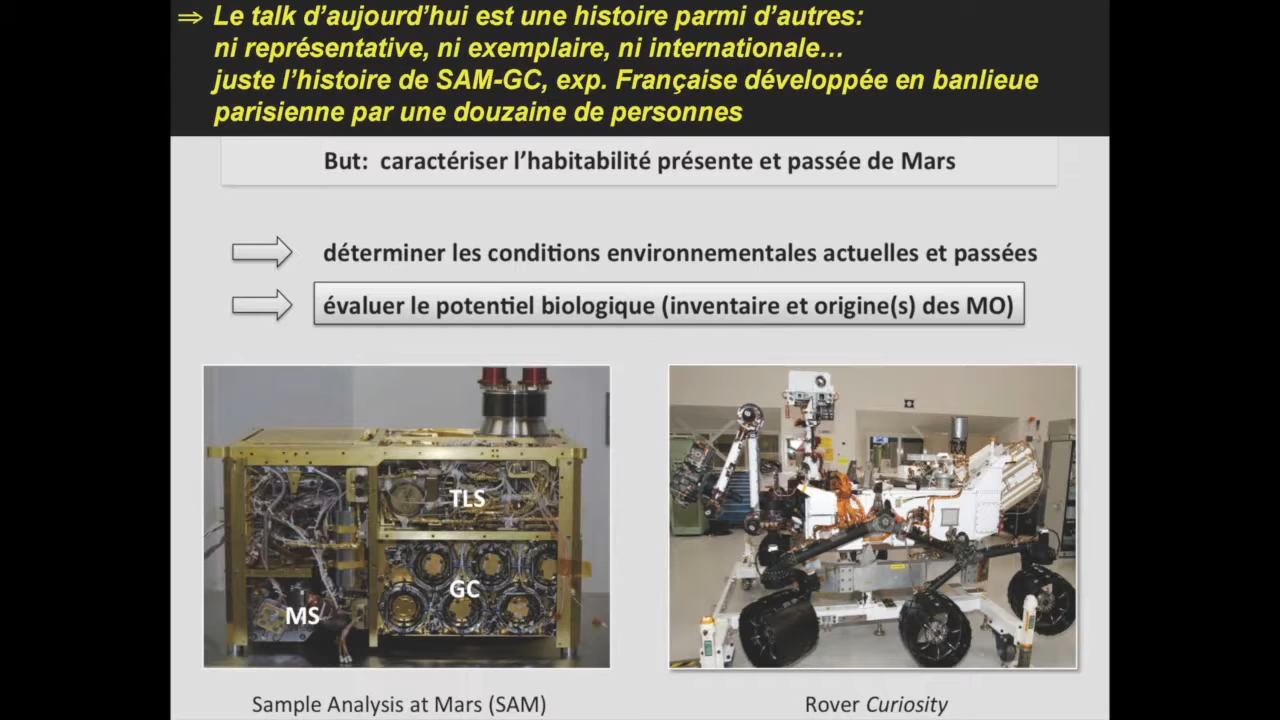 ⇒ Le talk d’aujourd’hui est une histoire parmi d’autres:
ni représentative, ni exemplaire, ni internationale…
juste l’histoire de SAM-GC, exp. Française développée en banlieue
parisienne par une douzaine de personnes
But: caractériser l’habitabilité présente et passée de Mars
déterminer les conditions environnementales actuelles et passées
évaluer le potentiel biologique (inventaire et origine(s) des MO)
TLS
GC
MS
Sample Analysis at Mars (SAM)
Rover Curiosity